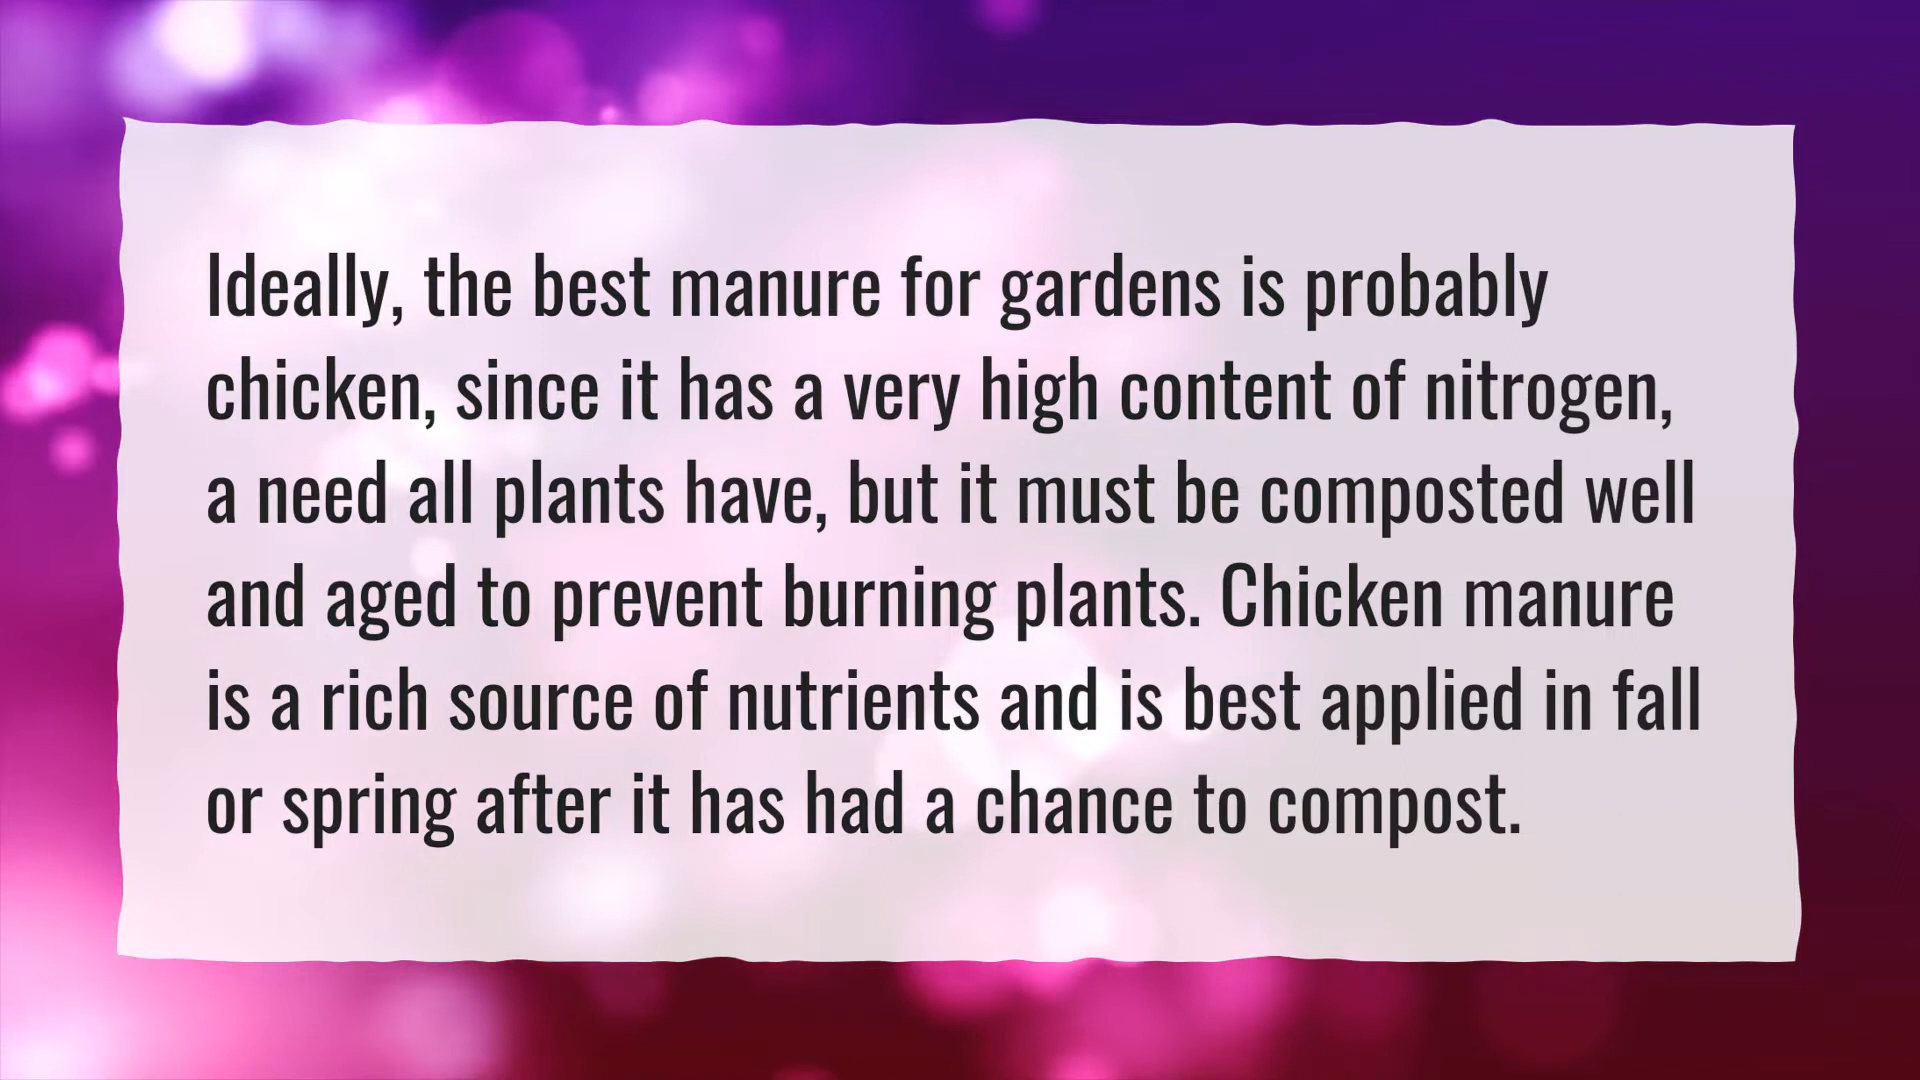 Ideally, the best manure for gardens is probably
chicken, since it has a very high content of nitrogen,
a need all plants have, but it must be composted well
and aged to prevent burning plants. Chicken manure
is a rich source of nutrients and is best applied in fall
or spring after it has had a chance to compost.